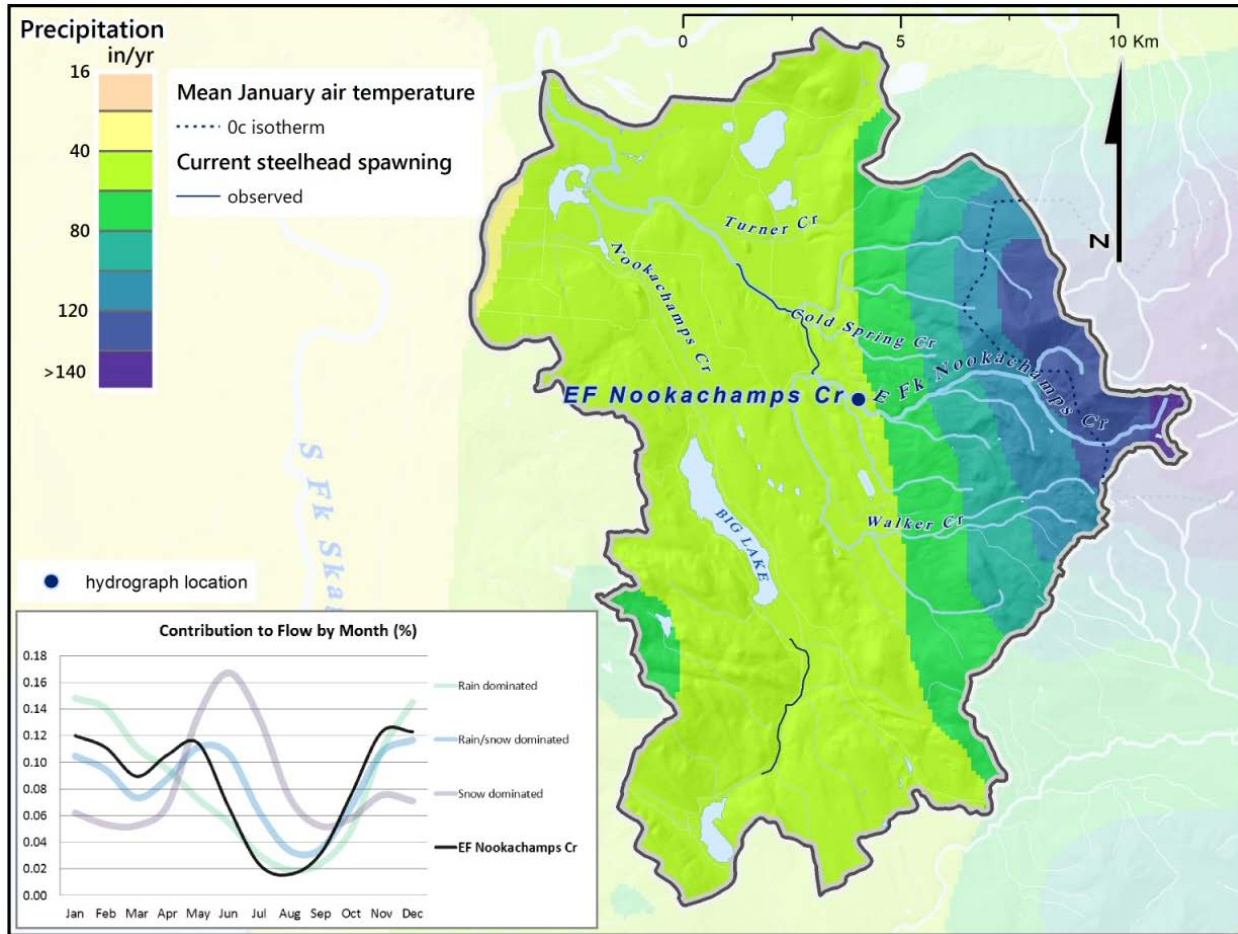 Precipitation
in/yr
16
40
80
120
>140
Mean January air temperature
0c isotherm
Current steelhead spawning
observed
0
5
10 Km
N
Turner Cr
Nookachamps Cr
Cold Spring Cr
EF Nookachamps Cr
E Fk Nookachamps Cr
Walker Cr
BIG LAKE
S Fk Ska
hydrograph location
Contribution to Flow by Month (%)
0.18
0.16
0.14
0.12
0.10
0.08
0.06
0.04
0.02
0.00
Jan Feb Mar Apr May Jun Jul Aug Sep Oct Nov Dec
Rain dominated
Rain/snow dominated
Snow dominated
EF Nookachamps Cr